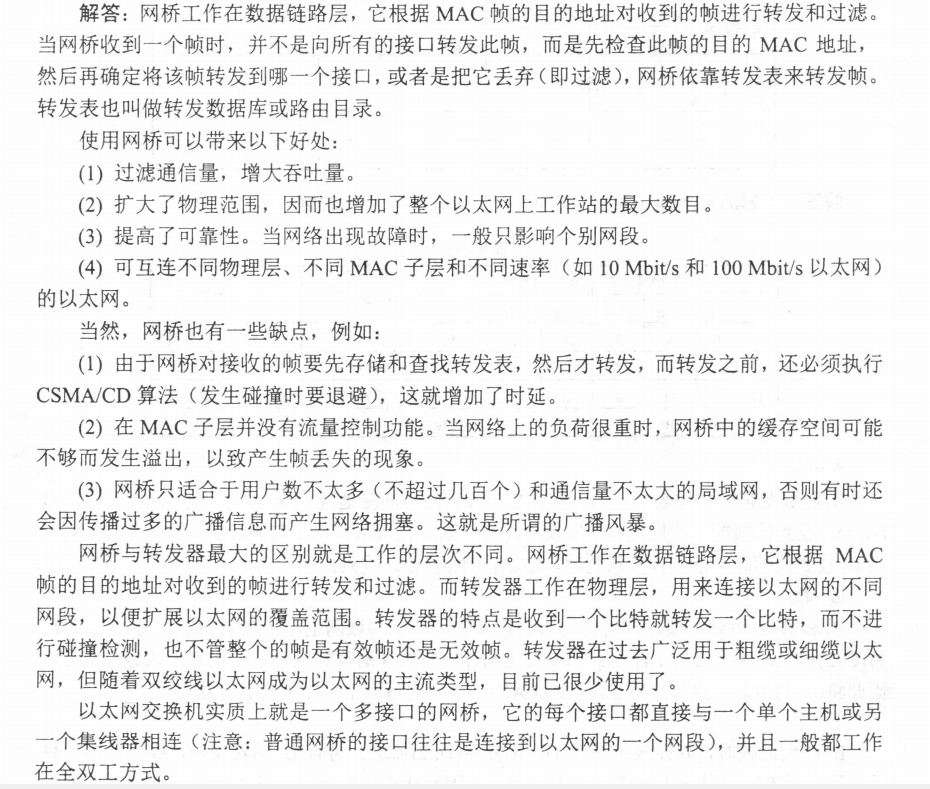 解答：网桥工作在数据链路层，它根据 MAC 帧的目的地址对收到的帧进行转发和过滤。
当网桥收到一个帧时，并不是向所有的接口转发此帧，而是先检查此帧的目的 MAC 地址，
然后再确定将该帧转发到哪一个接口，或者是把它丢弃（即过滤），网桥依靠转发表来转发帧。
转发表也叫做转发数据库或路由目录。
使用网桥可以带来以下好处：
(1) 过滤通信量，增大吞吐量。
(2) 扩大了物理范围，因而也增加了整个以太网上工作站的最大数目。
(3) 提高了可靠性。当网络出现故障时，一般只影响个别网段。
(4) 可互连不同物理层、不同 MAC 子层和不同速率（如 10 Mbit/s 和 100 Mbit/s 以太网）
的以太网。
当然，网桥也有一些缺点，例如：
(1) 由于网桥对接收的帧要先存储和查找转发表，然后才转发，而转发之前，还必须执行
CSMA/CD 算法（发生碰撞时要退避），这就增加了时延。
(2) 在 MAC 子层并没有流量控制功能。当网络上的负荷很重时，网桥中的缓存空间可能
不够而发生溢出，以致产生帧丢失的现象。
(3) 网桥只适合于用户数不太多（不超过几百个）和通信量不太大的局域网，否则有时还
会因传播过多的广播信息而产生网络拥塞。这就是所谓的广播风暴。
网桥与转发器最大的区别就是工作的层次不同。网桥工作在数据链路层，它根据 MAC
帧的目的地址对收到的帧进行转发和过滤。而转发器工作在物理层，用来连接以太网的不同
网段，以便扩展以太网的覆盖范围。转发器的特点是收到一个比特就转发一个比特，而不进
行碰撞检测，也不管整个的帧是有效帧还是无效帧。转发器在过去广泛用于粗缆或细缆以太
网，但随着双绞线以太网成为以太网的主流类型，目前已很少使用了。
以太网交换机实质上就是一个多接口的网桥，它的每个接口都直接与一个单个主机或另
一个集线器相连（注意：普通网桥的接口往往是连接到以太网的一个网段），并且一般都工作
在全双工方式。